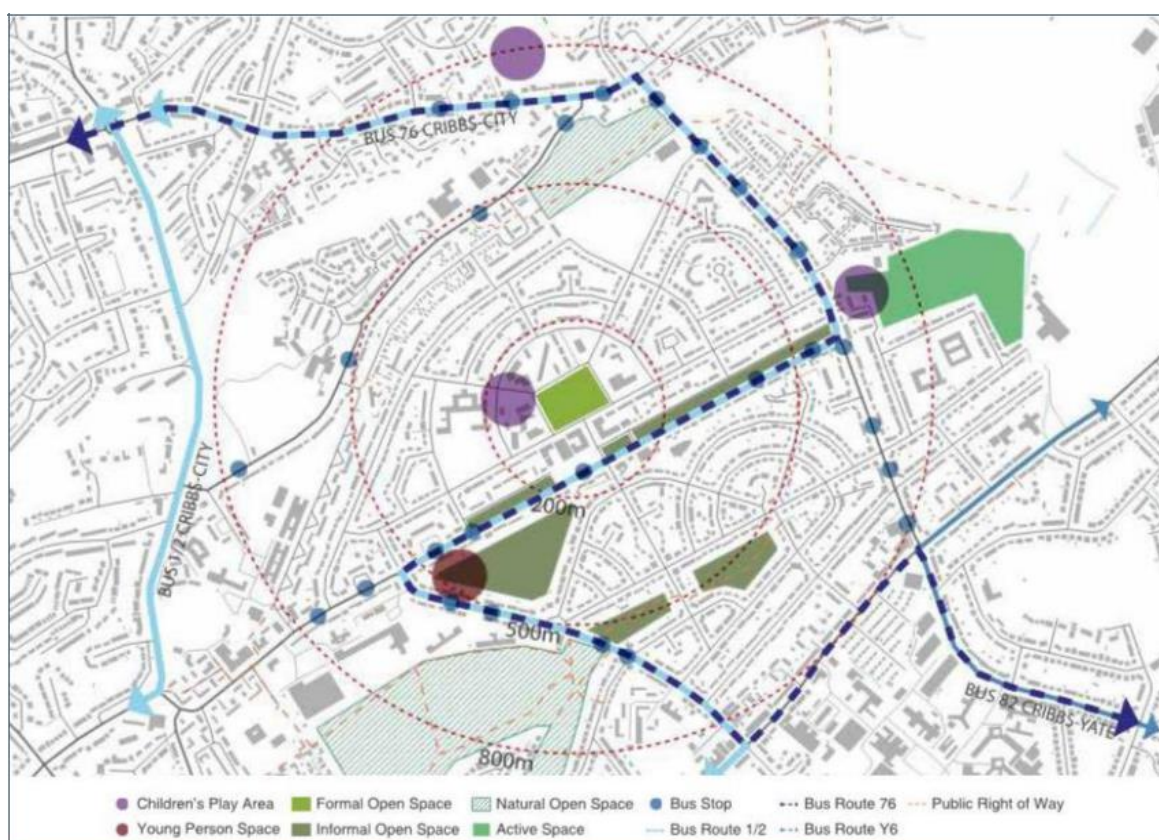 BUS 76 CRIBBS-CITY
BUS 1/2 CRIBBS-CITY
200m
500m
BUS 82 CRIBBS-YATE
800m
Children's Play Area Formal Open Space Natural Open Space Bus Stop Bus Route 76 Public Right of Way
Young Person Space Informal Open Space Active Space Bus Route 1/2 Bus Route Y6